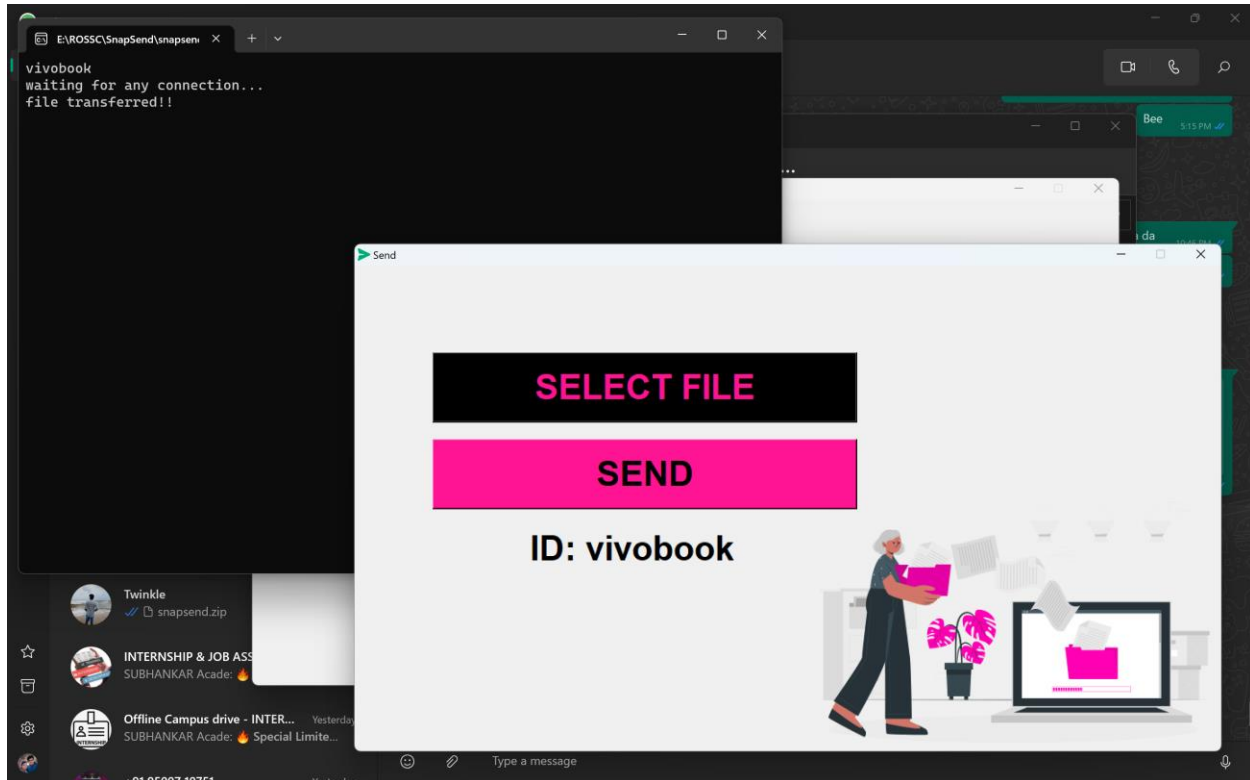 E:\ROSSC\SnapSend\snapsen
vivobook
waiting for any connection...
file transferred!!
Bee
5:15 PM
...
da
Send
SELECT FILE
SEND
ID: vivobook
Twinkle
snapsend.zip
INTERNSHIP & JOB ASS
SUBHANKAR Acade: 🔥
Offline Campus drive - INTER... Yesterday
SUBHANKAR Acade: 🔥 Special Limite...
INTERNSHIP
Type a message